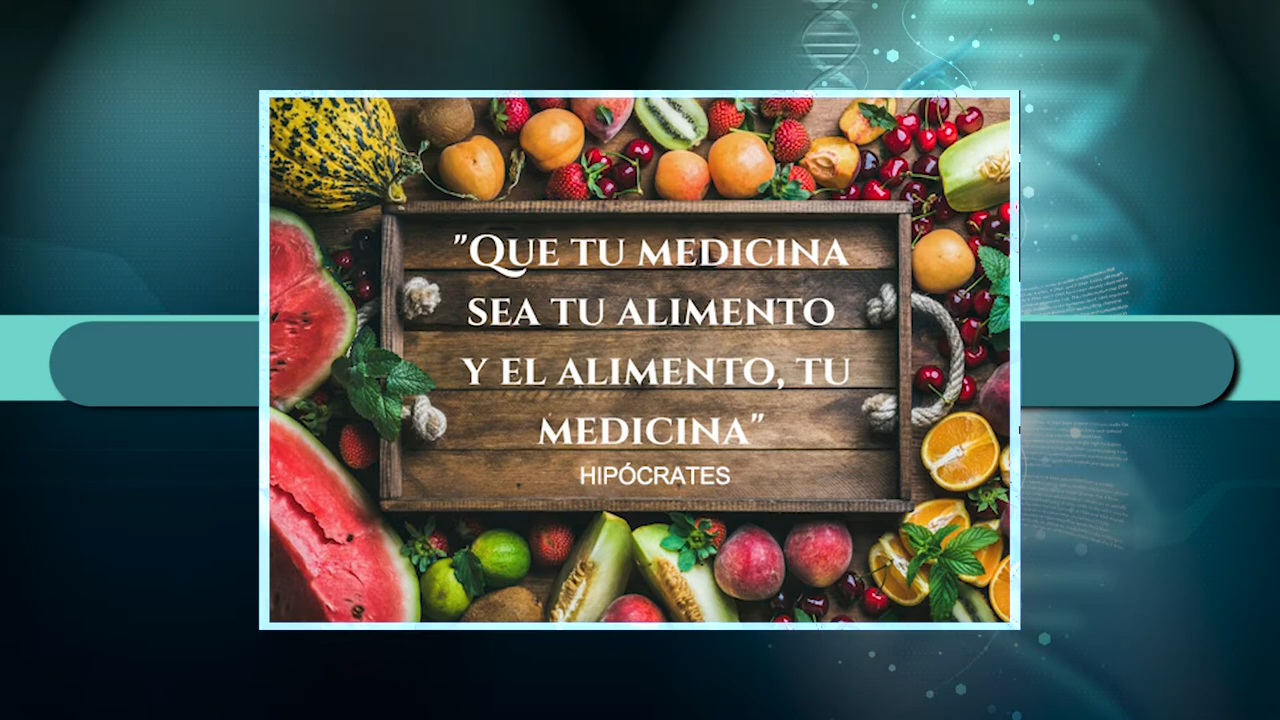 "Que tu medicina
sea tu alimento
y el alimento, tu
medicina"
HIPÓCRATES